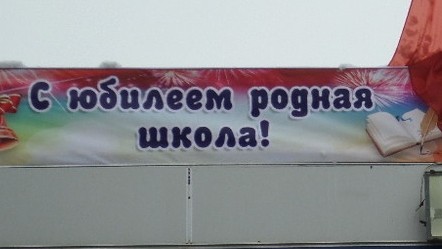 С юбилеем родная
школа!